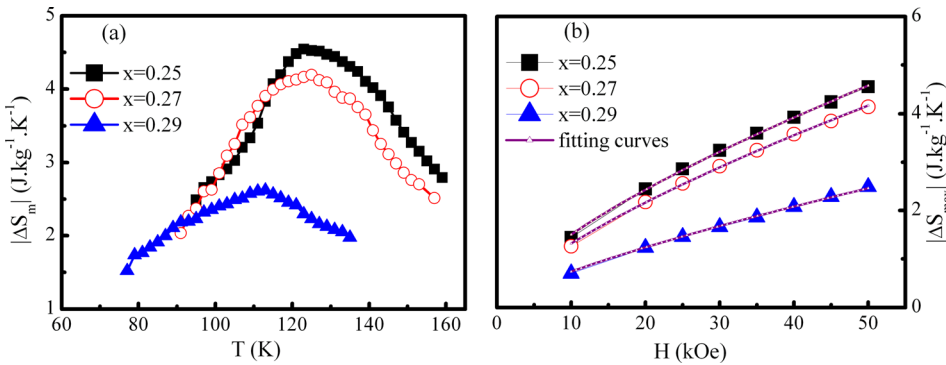 (a)
x=0.25
x=0.27
x=0.29
|ΔSm| (J.kg-1.K-1)
5
4
3
2
1
60 80 100 120 140 160
T (K)
(b)
x=0.25
x=0.27
x=0.29
fitting curves
6
4
2
0
|ΔSmax| (J.kg-1.K-1)
0 10 20 30 40 50
H (kOe)